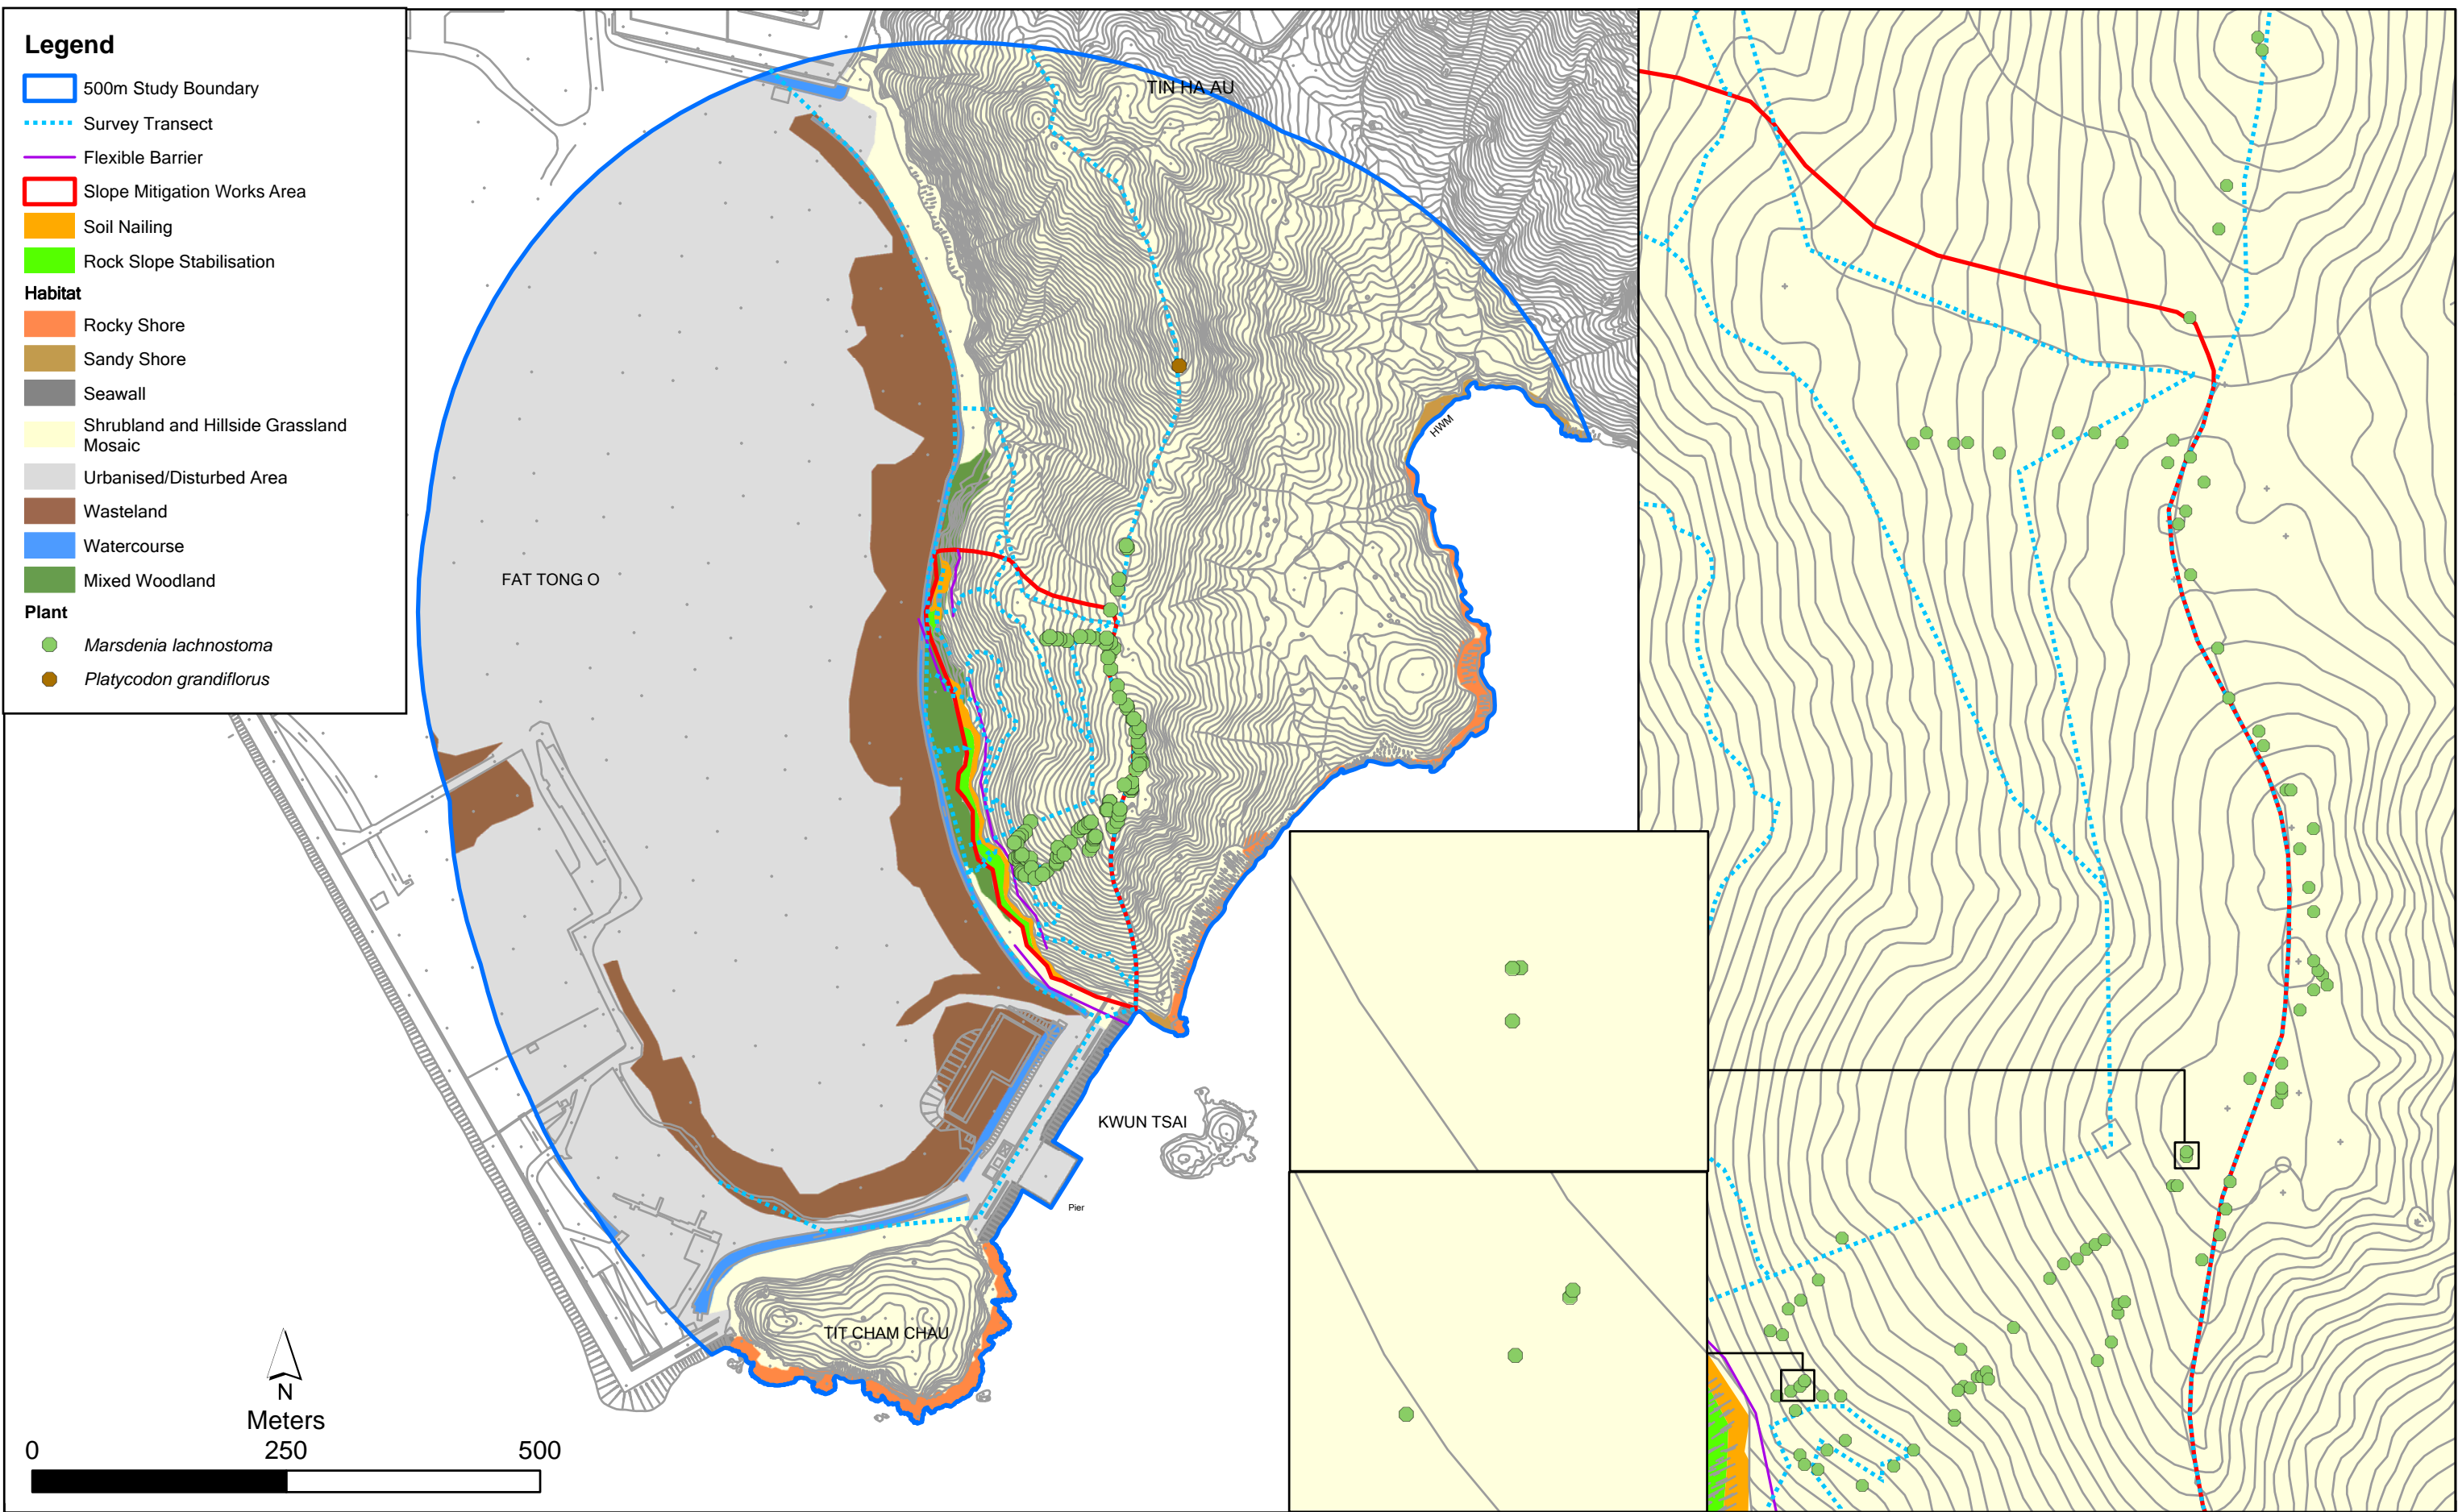 Legend
500m Study Boundary
Survey Transect
Flexible Barrier
Slope Mitigation Works Area
Soil Nailing
Rock Slope Stabilisation
Habitat
Rocky Shore
Sandy Shore
Seawall
Shrubland and Hillside Grassland
Mosaic
Urbanised/Disturbed Area
Wasteland
Watercourse
Mixed Woodland
Plant
Marsdenia lachnostoma
Platycodon grandiflorus
TIN HA AU
HWM
FAT TONG O
KWUN TSAI
Pier
TIT CHAM CHAU
N
Meters
0 250 500